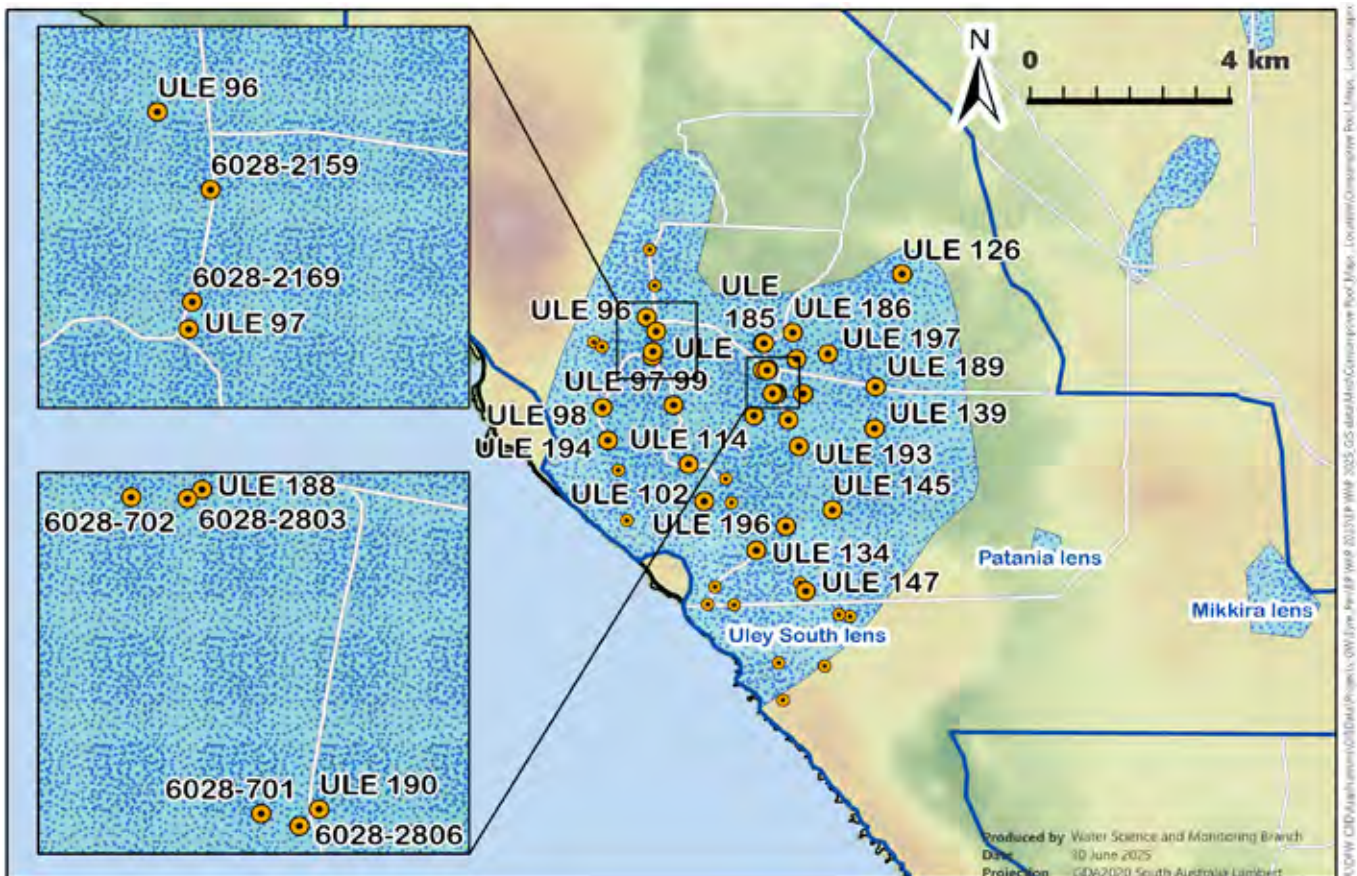 N
0 4 km
ULE 96
6028-2159
6028-2169
ULE 97
ULE 126
ULE
185
ULE 186
ULE 96
ULE 197
ULE
ULE 189
ULE 97 99
ULE 98
ULE 139
ULE 194
ULE 114
ULE 193
ULE 102
ULE 145
ULE 196
ULE 134
ULE 147
Patania lens
Mikkira lens
Uley South lens
ULE 188
6028-702
6028-2803
6028-701
ULE 190
6028-2806
Produced by Water Science and Monitoring Branch
Date 30 June 2025
Projection GDA2020 South Australia Lambert